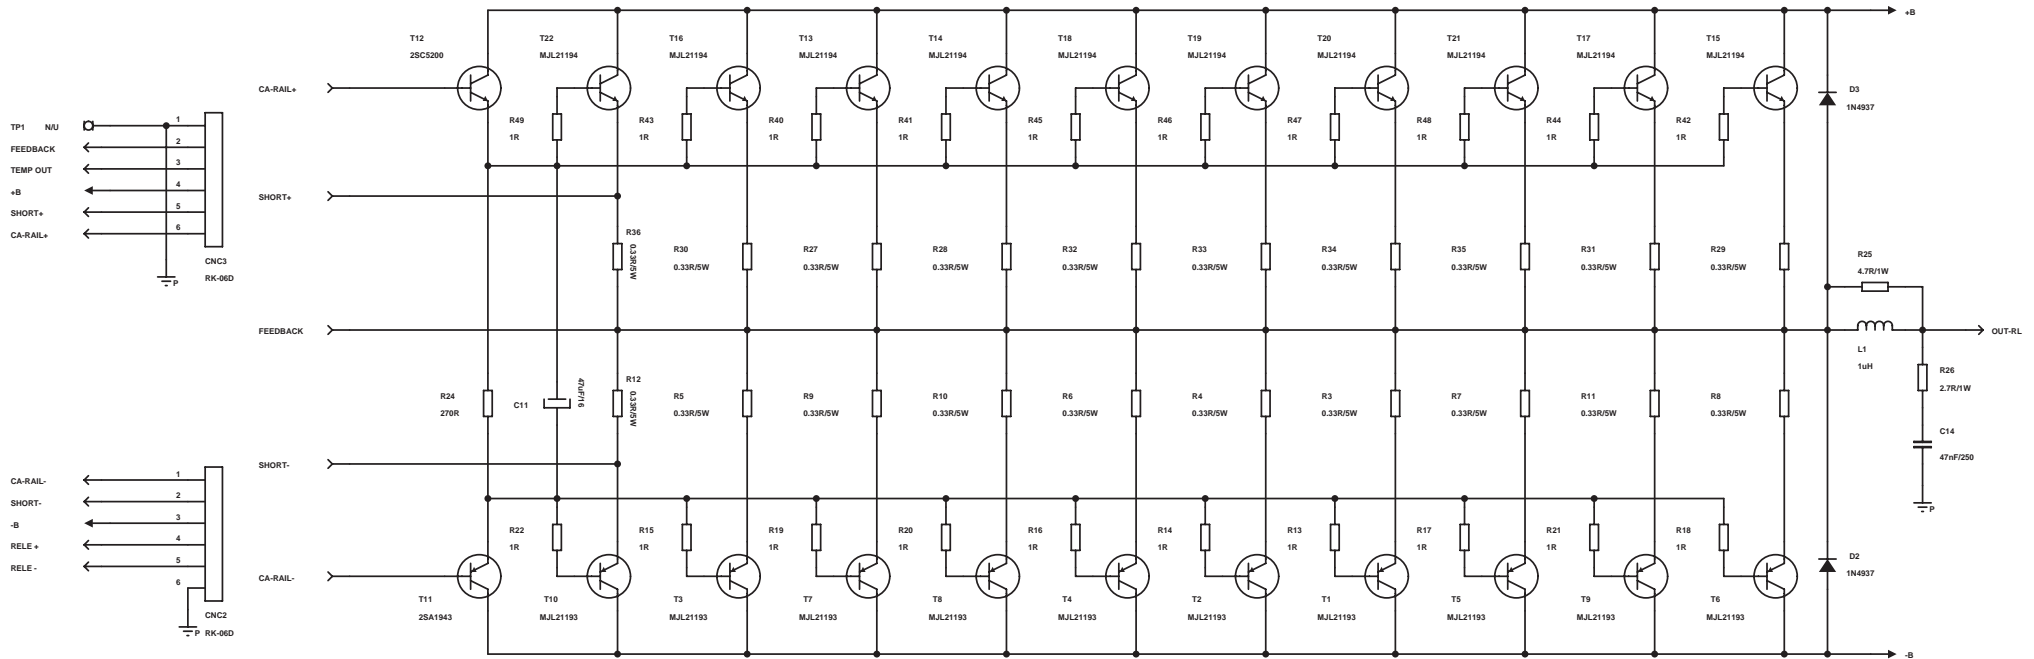 +B
T12 T22 T16 T13 T14 T18 T19 T20 T21 T17 T15
2SC5200 MJL21194 MJL21194 MJL21194 MJL21194 MJL21194 MJL21194 MJL21194 MJL21194 MJL21194 MJL21194
CA-RAIL+
D3
1N4937
R49 R43 R40 R41 R45 R46 R47 R48 R44 R42
1R 1R 1R 1R 1R 1R 1R 1R 1R 1R
TP1 N/U 1
FEEDBACK 2
TEMP OUT 3
+B 4
SHORT+ 5
CA-RAIL+ 6
CNC3
RK-06D
P
SHORT+
R36 R30 R27 R28 R32 R33 R34 R35 R31 R29
0.33R/5W 0.33R/5W 0.33R/5W 0.33R/5W 0.33R/5W 0.33R/5W 0.33R/5W 0.33R/5W 0.33R/5W 0.33R/5W
R25
4.7R/1W
FEEDBACK
OUT-RL
L1
1uH
R26
2.7R/1W
R24
270R
C11
47uF/16
R12 R5 R9 R10 R6 R4 R3 R7 R11 R8
0.33R/5W 0.33R/5W 0.33R/5W 0.33R/5W 0.33R/5W 0.33R/5W 0.33R/5W 0.33R/5W 0.33R/5W 0.33R/5W
C14
47nF/250
P
SHORT-
CA-RAIL- 1
SHORT- 2
-B 3
RELE + 4
RELE - 5
6
CNC2
P RK-06D
R22 R15 R19 R20 R16 R14 R13 R17 R21 R18
1R 1R 1R 1R 1R 1R 1R 1R 1R 1R
D2
1N4937
CA-RAIL-
T11 T10 T3 T7 T8 T4 T2 T1 T5 T9 T6
2SA1943 MJL21193 MJL21193 MJL21193 MJL21193 MJL21193 MJL21193 MJL21193 MJL21193 MJL21193 MJL21193
-B